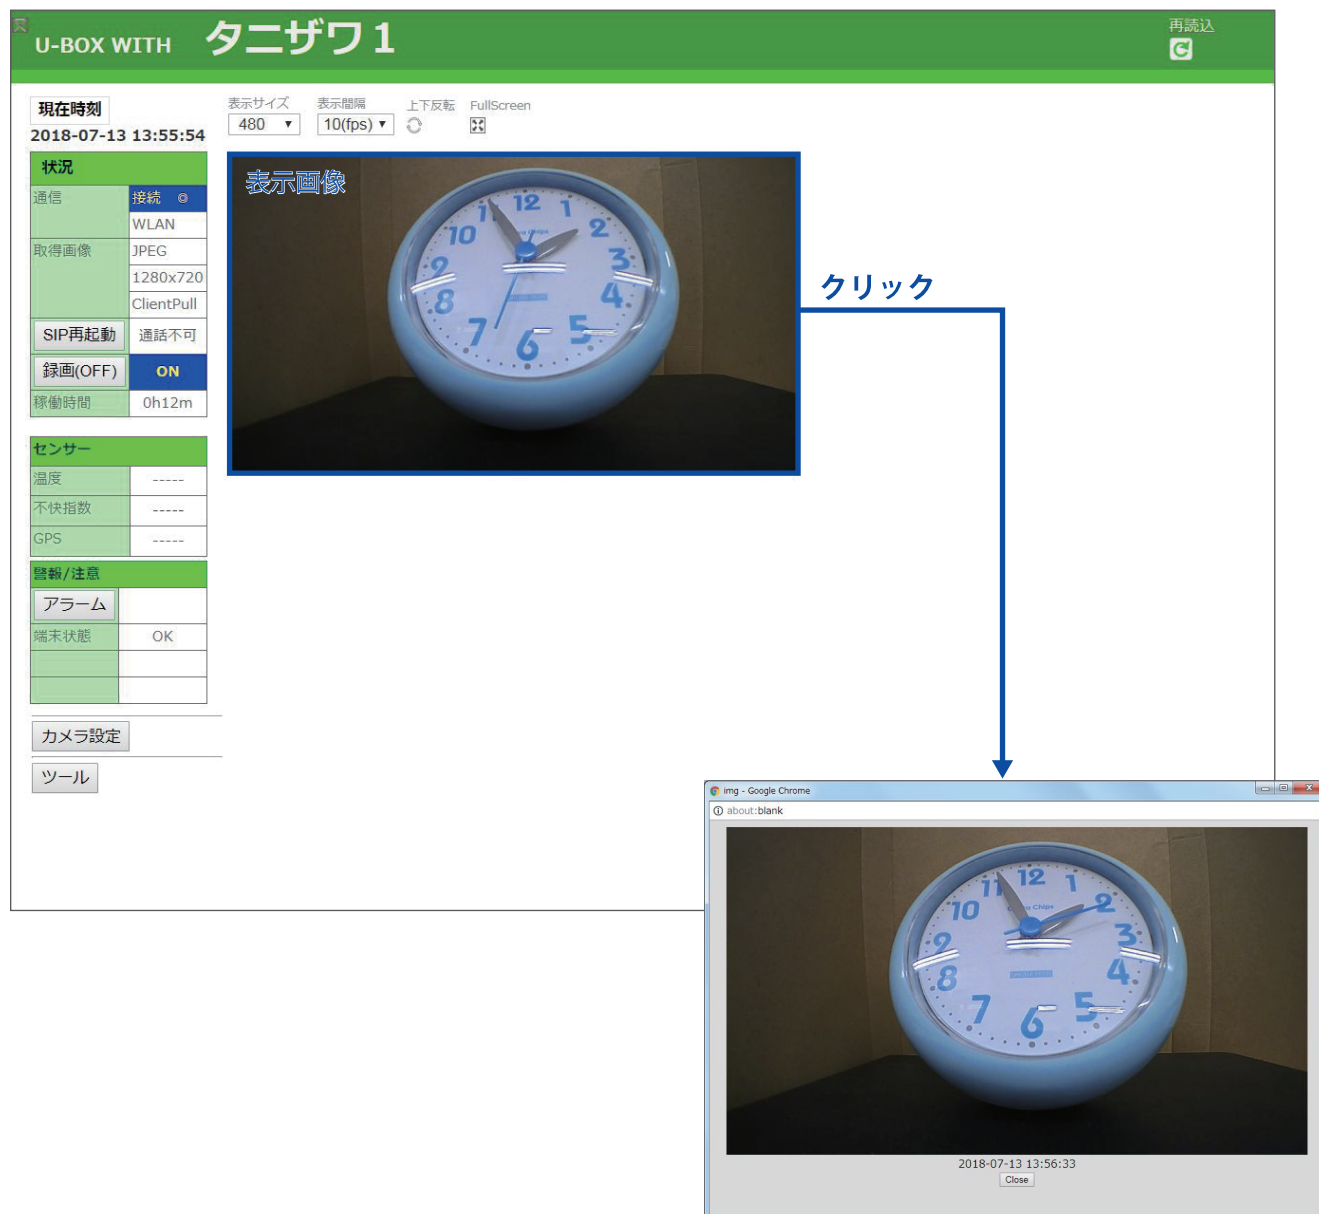 U-BOX WITH タニザワ１
再読込
現在時刻
2018-07-13 13:55:54
表示サイズ 表示間隔 上下反転 FullScreen
480 10(fps)
状況
通信 接続 ◎
WLAN
取得画像 JPEG
1280x720
ClientPull
SIP再起動 通話不可
録画(OFF) ON
稼働時間 0h12m
センサー
温度 -----
不快指数 -----
GPS -----
警報/注意
アラーム
端末状態 OK
カメラ設定
ツール
表示画像
11 12 1
10 2
9 3
8 4
7 6 5
クリック
img - Google Chrome
about:blank
11 12 1
10 2
9 3
8 4
7 6 5
2018-07-13 13:56:33
Close